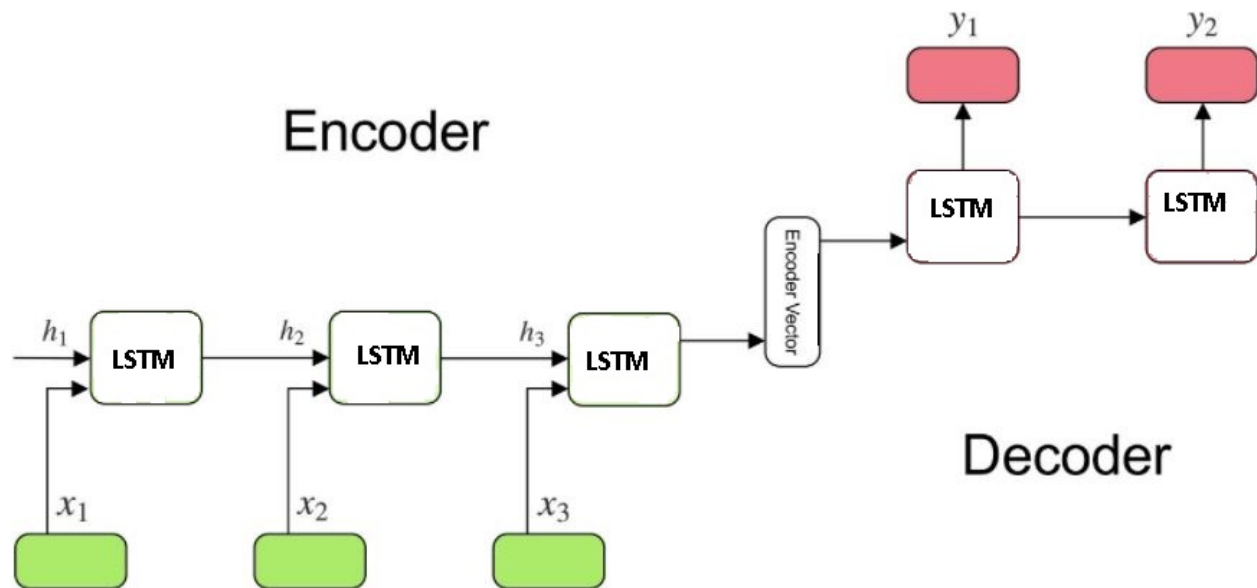 y₁
y₂
Encoder
LSTM
LSTM
Encoder Vector
h₁
LSTM
h₂
LSTM
h₃
LSTM
Decoder
x₁
x₂
x₃